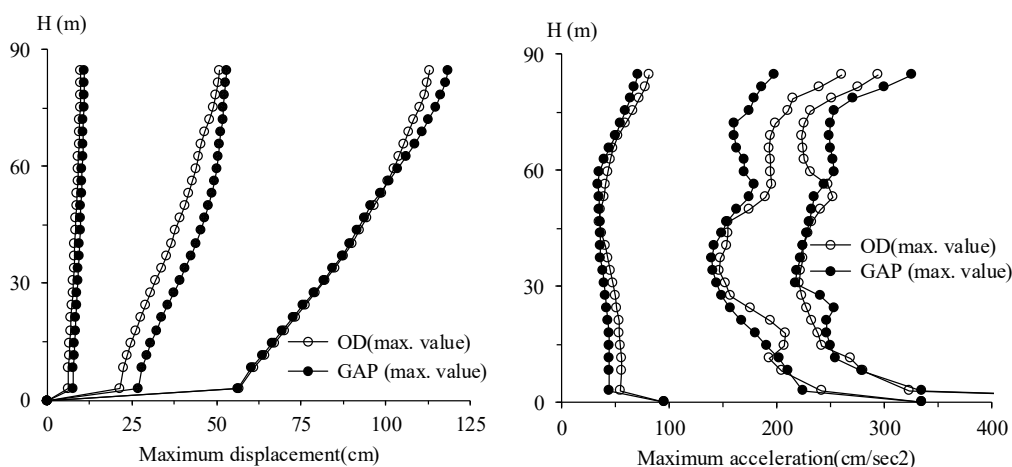 H (m)
90
60
30
0
0
25
50
75
100
125
OD(max. value)
GAP (max. value)
Maximum displacement(cm)
H (m)
90
60
30
0
0
100
200
300
400
OD(max. value)
GAP (max. value)
Maximum acceleration(cm/sec2)